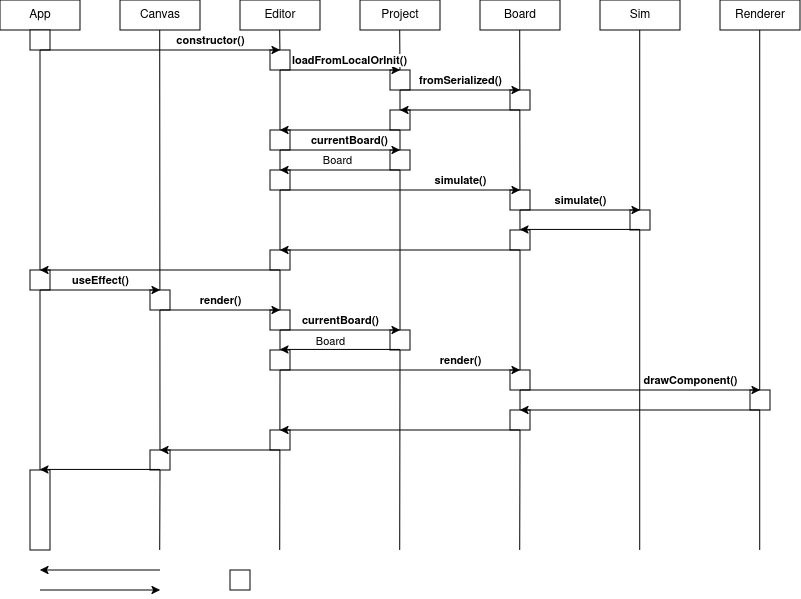 App Canvas Editor Project Board Sim Renderer
constructor()
loadFromLocalOrInit()
fromSerialized()
currentBoard()
Board
simulate()
simulate()
useEffect()
render()
currentBoard()
Board
render()
drawComponent()